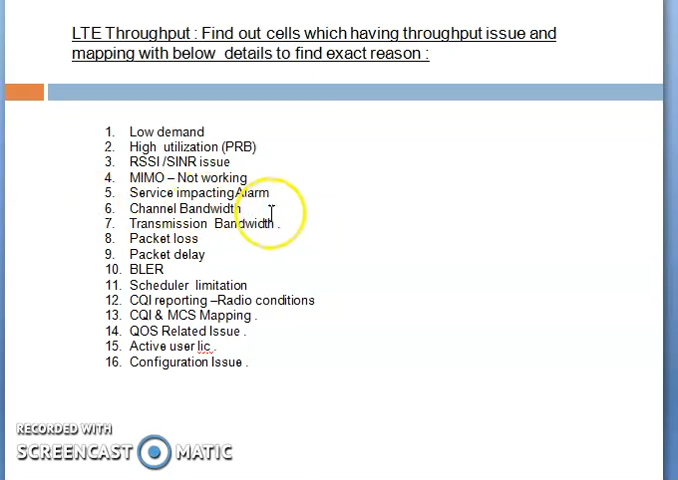 LTE Throughput : Find out cells which having throughput issue and
mapping with below details to find exact reason :
1. Low demand
2. High utilization (PRB)
3. RSSI /SINR issue
4. MIMO – Not working
5. Service impacting Alarm
6. Channel Bandwidth
7. Transmission Bandwidth .
8. Packet loss
9. Packet delay
10. BLER
11. Scheduler limitation
12. CQI reporting –Radio conditions
13. CQI & MCS Mapping .
14. QOS Related Issue .
15. Active user lic .
16. Configuration Issue .
RECORDED WITH
SCREENCAST MATIC